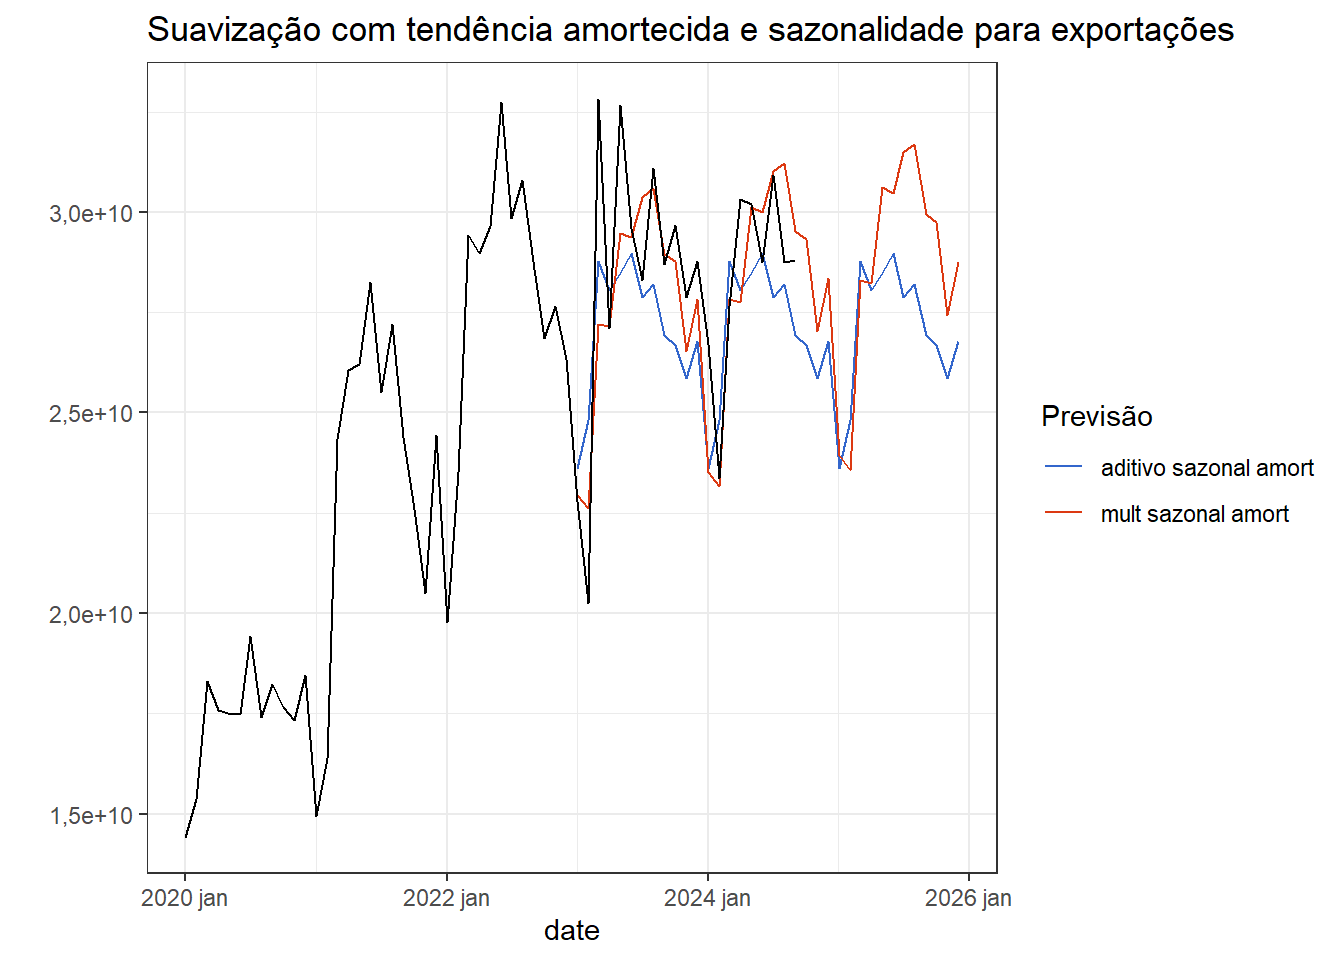 Suavização com tendência amortecida e sazonalidade para exportações
3,0e+10
2,5e+10
2,0e+10
1,5e+10
2020 jan
2022 jan
2024 jan
2026 jan
date
Previsão
aditivo sazonal amort
mult sazonal amort